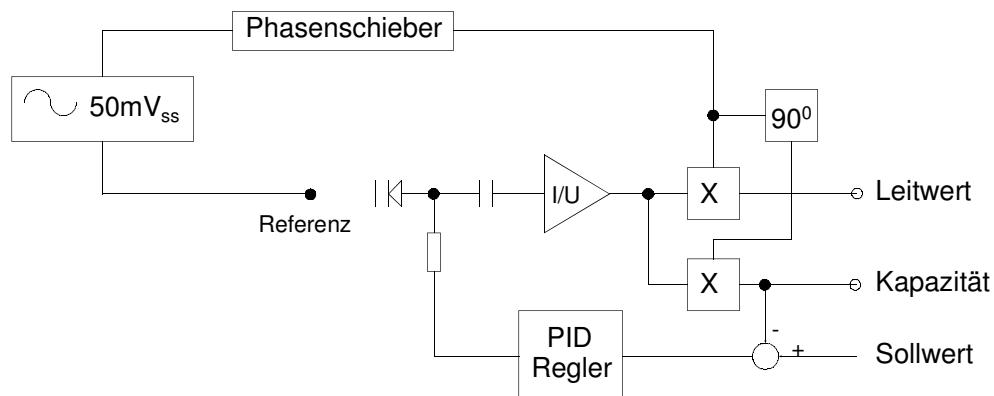 Phasenschieber
50mVss
90⁰
I/U
X
Leitwert
Referenz
X
Kapazität
-
+
PID
Regler
Sollwert